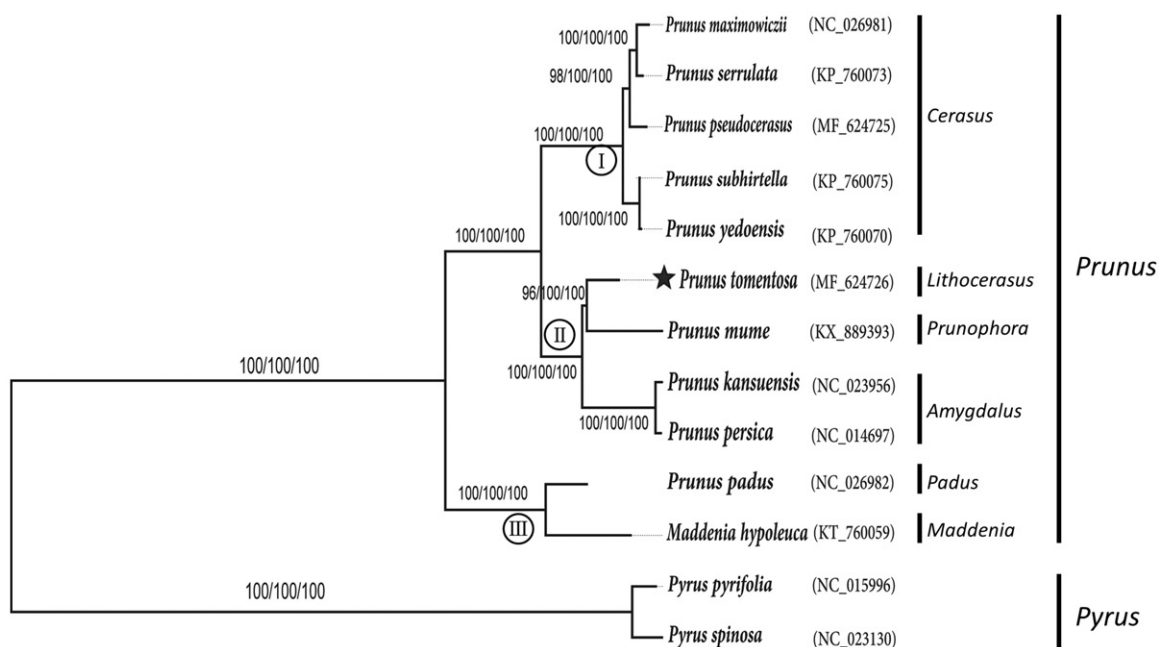 Prunus maximowiczii (NC_026981)
100/100/100
Prunus serrulata (KP_760073)
98/100/100
Cerasus
Prunus pseudocerasus (MF_624725)
100/100/100
I
Prunus subhirtella (KP_760075)
100/100/100
Prunus yedoensis (KP_760070)
100/100/100
Prunus
★ Prunus tomentosa (MF_624726)
Lithocerasus
96/100/100
Prunus mume (KX_889393)
Prunophora
II
100/100/100
100/100/100
Prunus kansuensis (NC_023956)
Amygdalus
100/100/100
Prunus persica (NC_014697)
Prunus padus (NC_026982)
Padus
100/100/100
III
Maddenia hypoleuca (KT_760059)
Maddenia
100/100/100
Pyrus pyrifolia (NC_015996)
Pyrus
Pyrus spinosa (NC_023130)